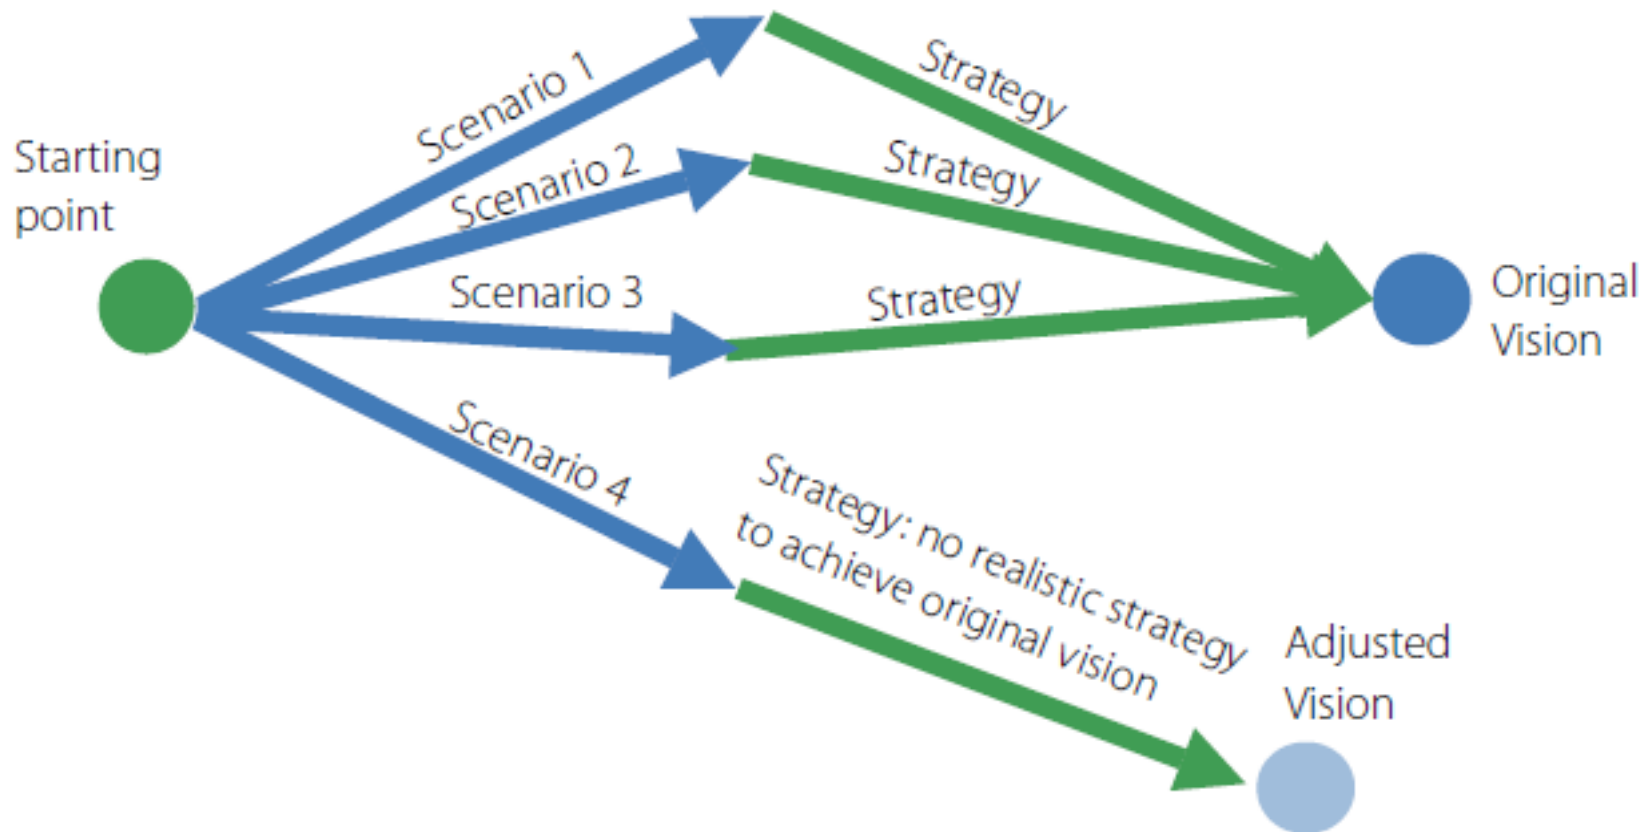 Starting
point
Scenario 1
Scenario 2
Scenario 3
Scenario 4
Strategy
Strategy
Strategy
Strategy: no realistic strategy
to achieve original vision
Original
Vision
Adjusted
Vision